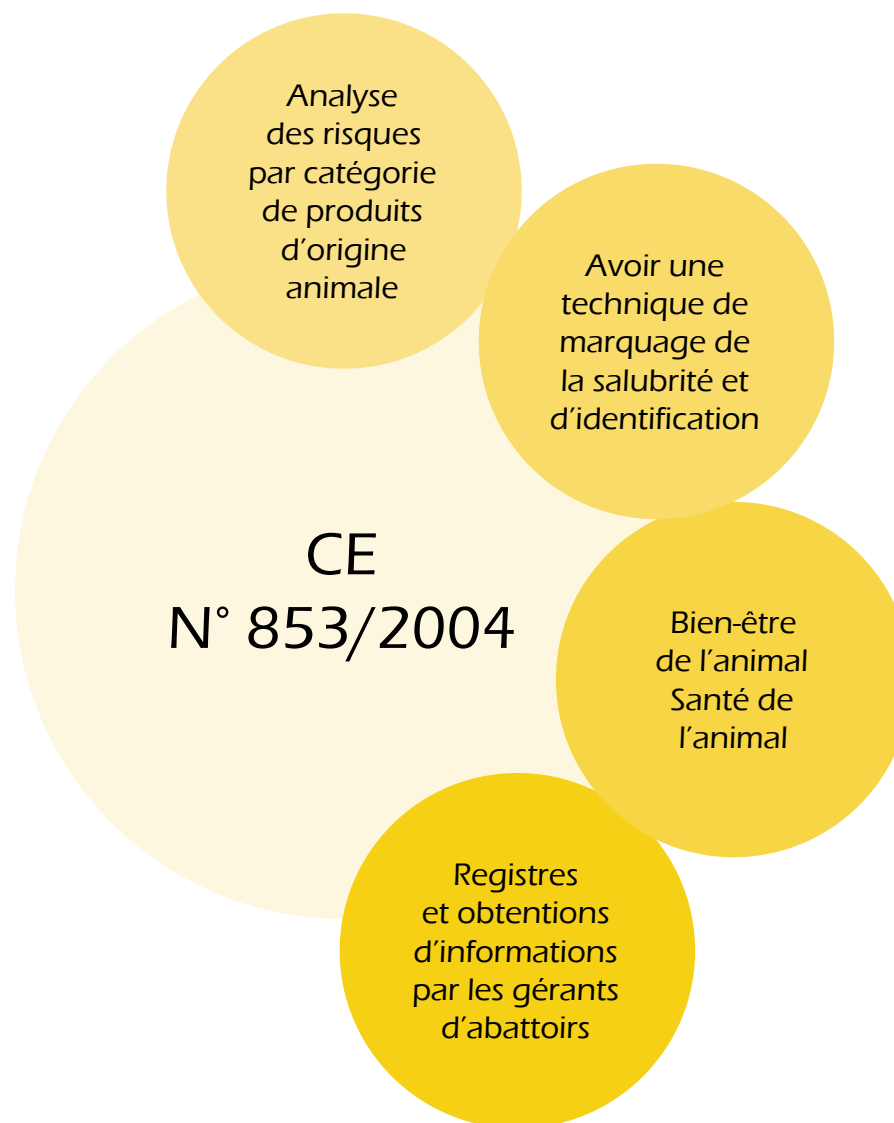 Analyse
des risques
par catégorie
de produits
d’origine
animale
Avoir une
technique de
marquage de
la salubrité et
d’identification
CE
N° 853/2004
Bien-être
de l’animal
Santé de
l’animal
Registres
et obtentions
d’informations
par les gérants
d’abattoirs